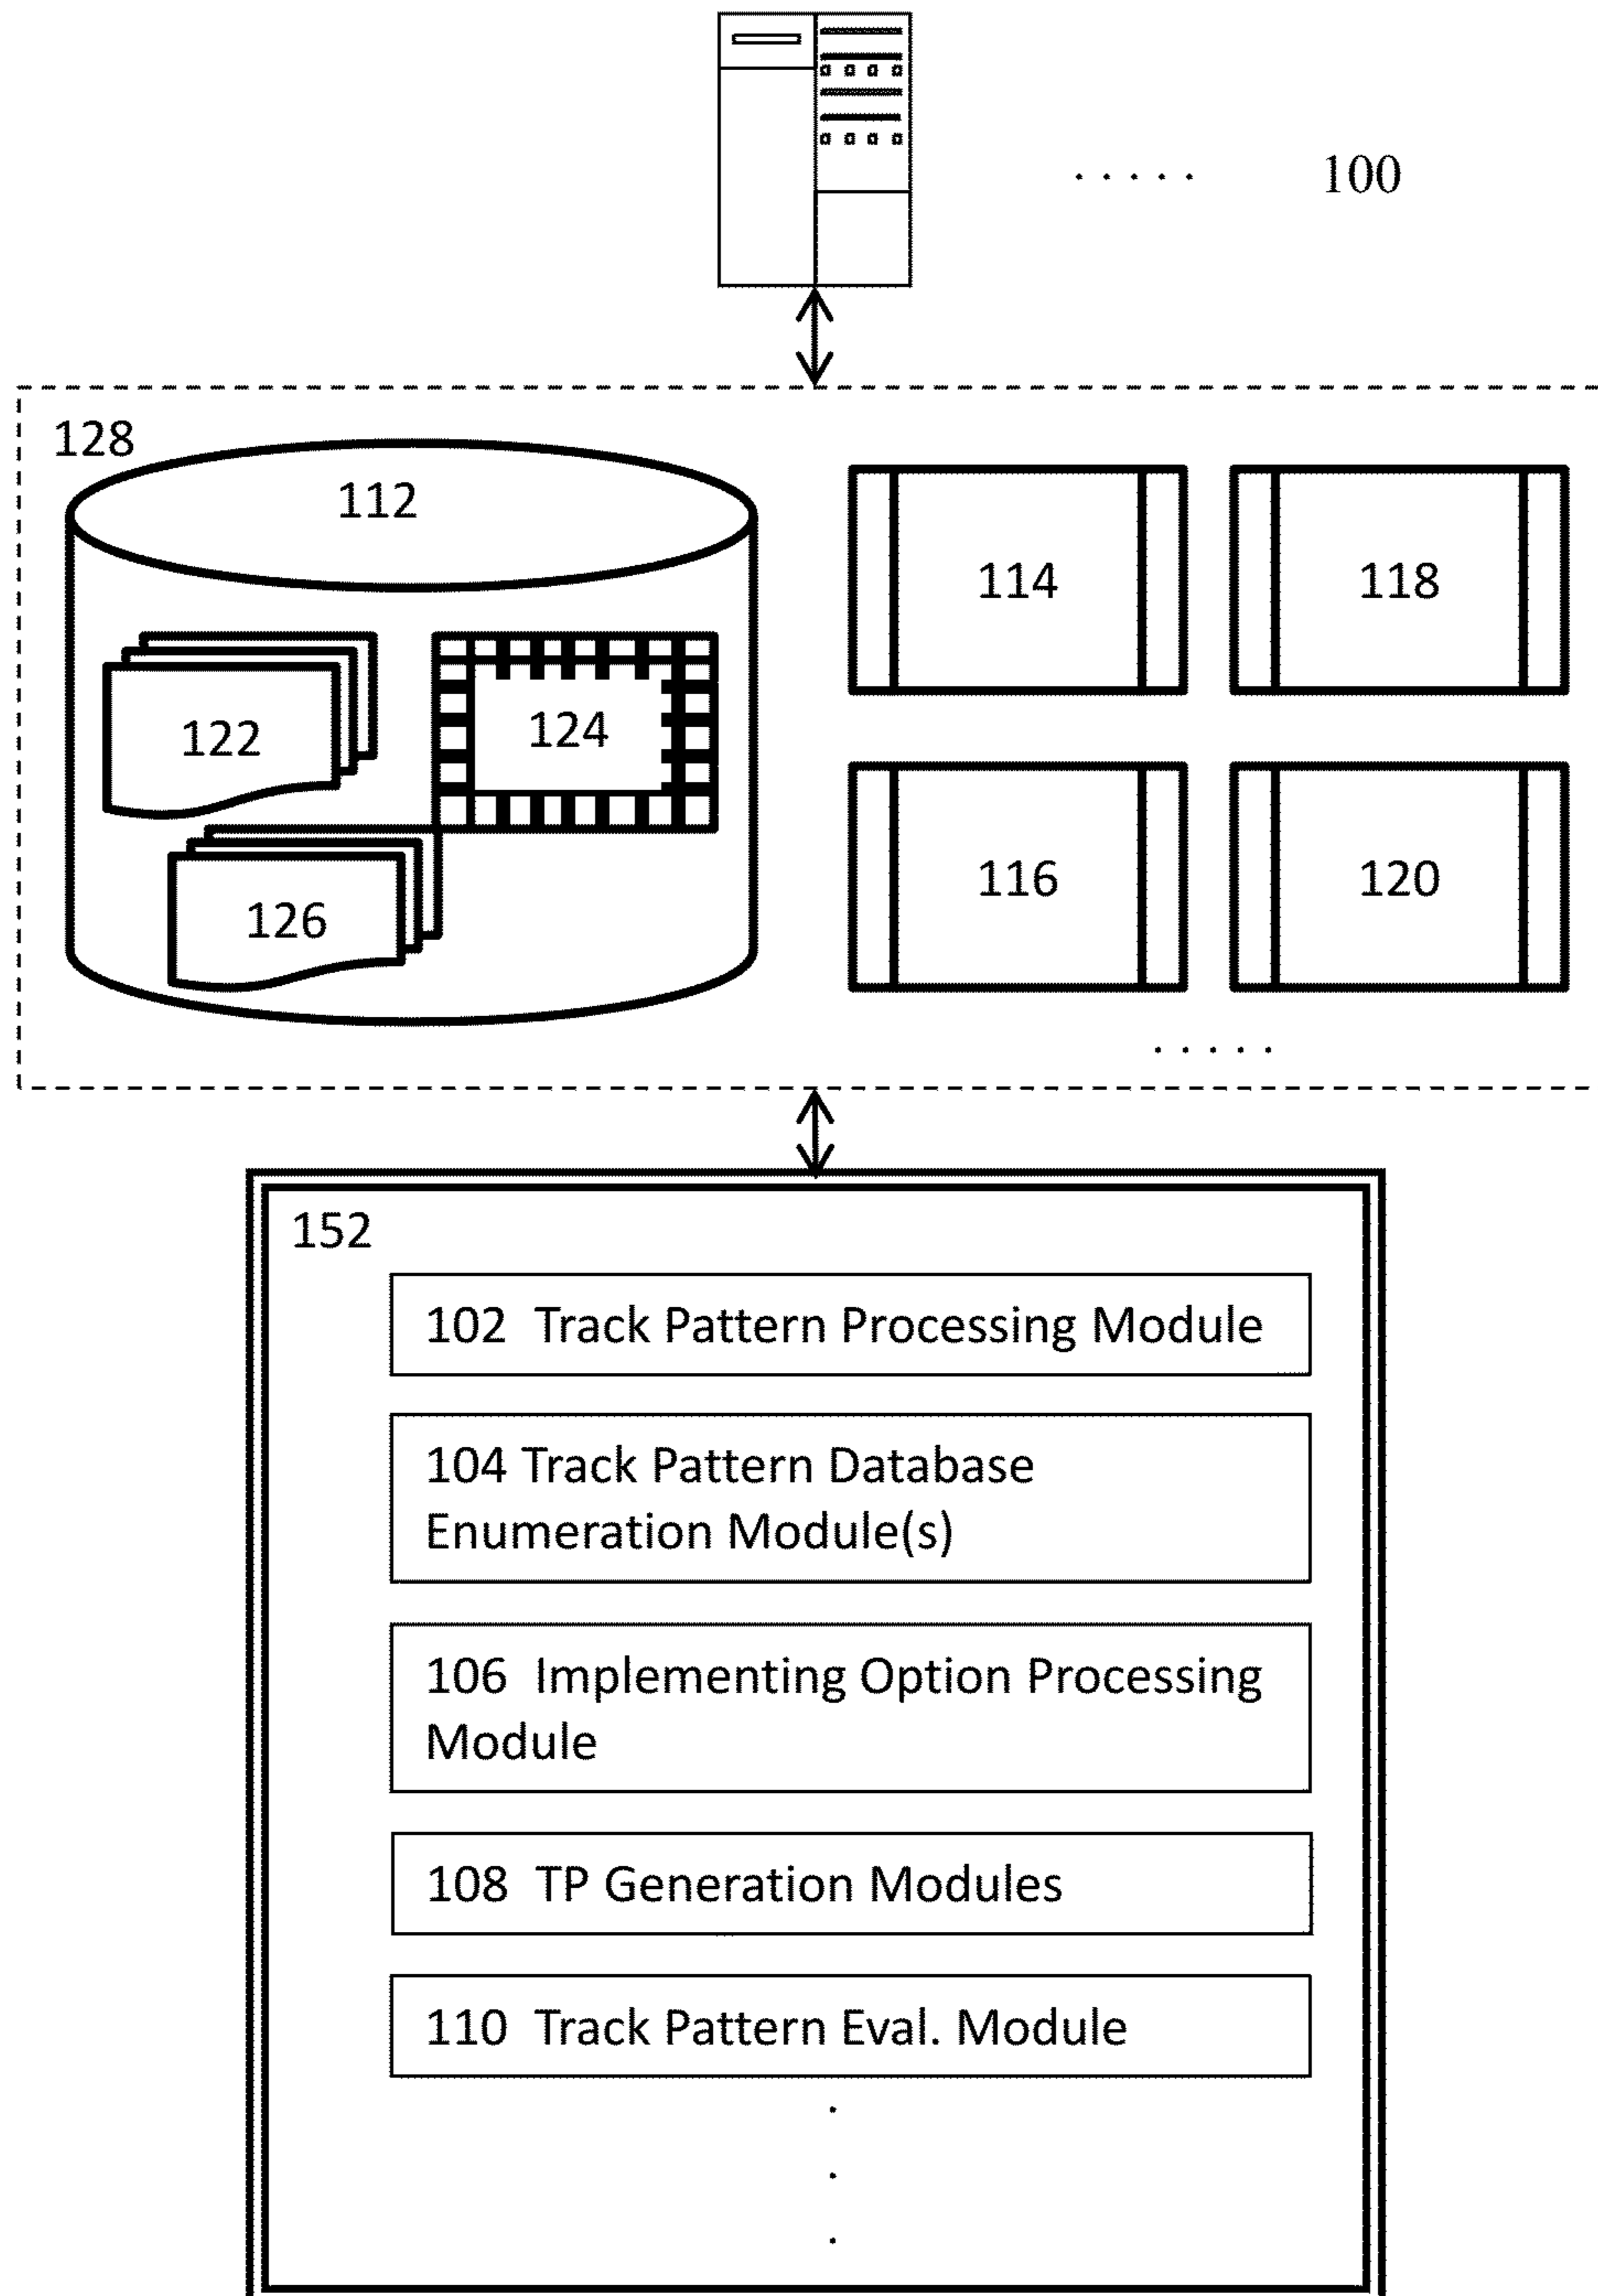 ..... 100
128
112
114
118
122
124
116
120
126
.....
152
102 Track Pattern Processing Module
104 Track Pattern Database
Enumeration Module(s)
106 Implementing Option Processing
Module
108 TP Generation Modules
110 Track Pattern Eval. Module
.
.
.